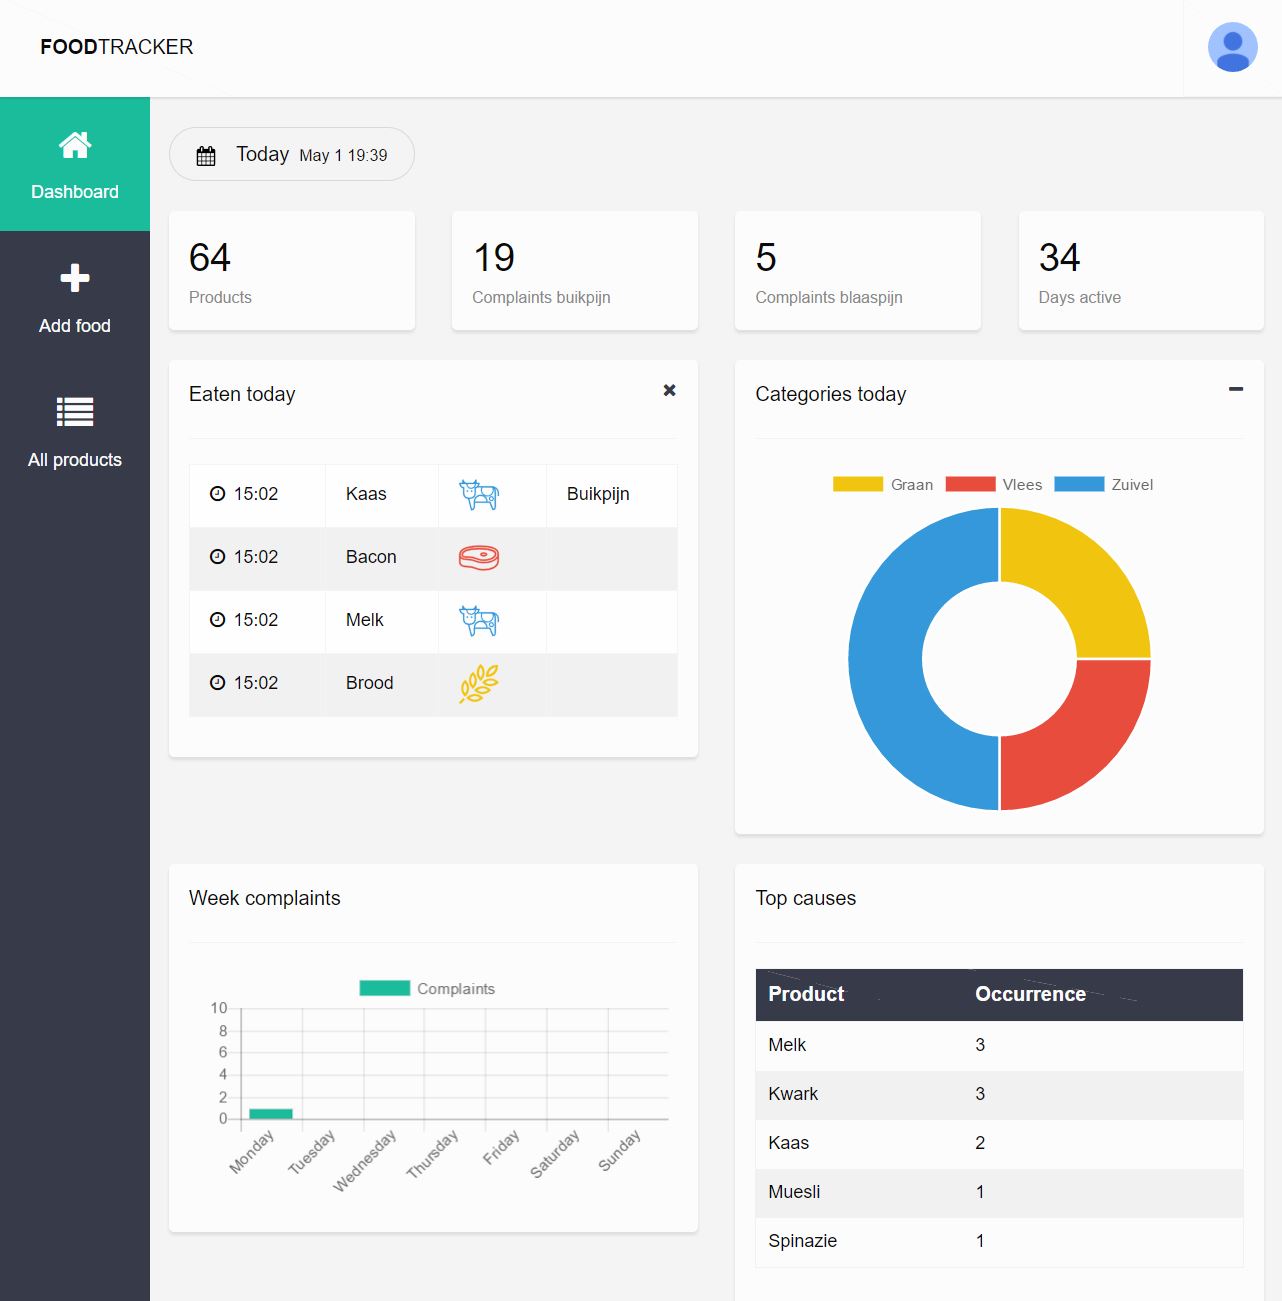 FOODTRACKER
Dashboard
Add food
All products
Today May 1 19:39
64
Products
19
Complaints buikpijn
5
Complaints blaaspijn
34
Days active
Eaten today
15:02 Kaas Buikpijn
15:02 Bacon
15:02 Melk
15:02 Brood
Categories today
Graan Vlees Zuivel
Week complaints
Complaints
10
8
6
4
2
0
Monday Tuesday Wednesday Thursday Friday Saturday Sunday
Top causes
Product Occurrence
Melk 3
Kwark 3
Kaas 2
Muesli 1
Spinazie 1